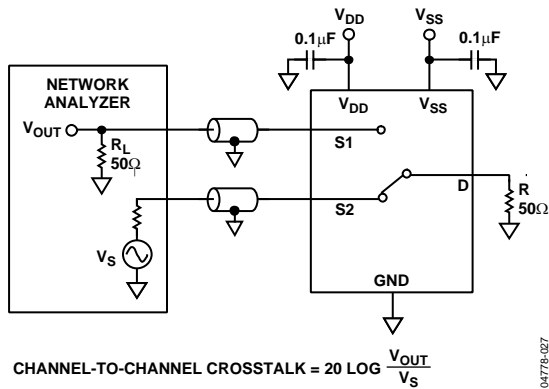 VDD
VSS
0.1μF
0.1μF
NETWORK
ANALYZER
VDD
VSS
VOUT
RL
50Ω
S1
S2
D
R
50Ω
VS
GND
CHANNEL-TO-CHANNEL CROSSTALK = 20 LOG VOUT
VS
04778-027